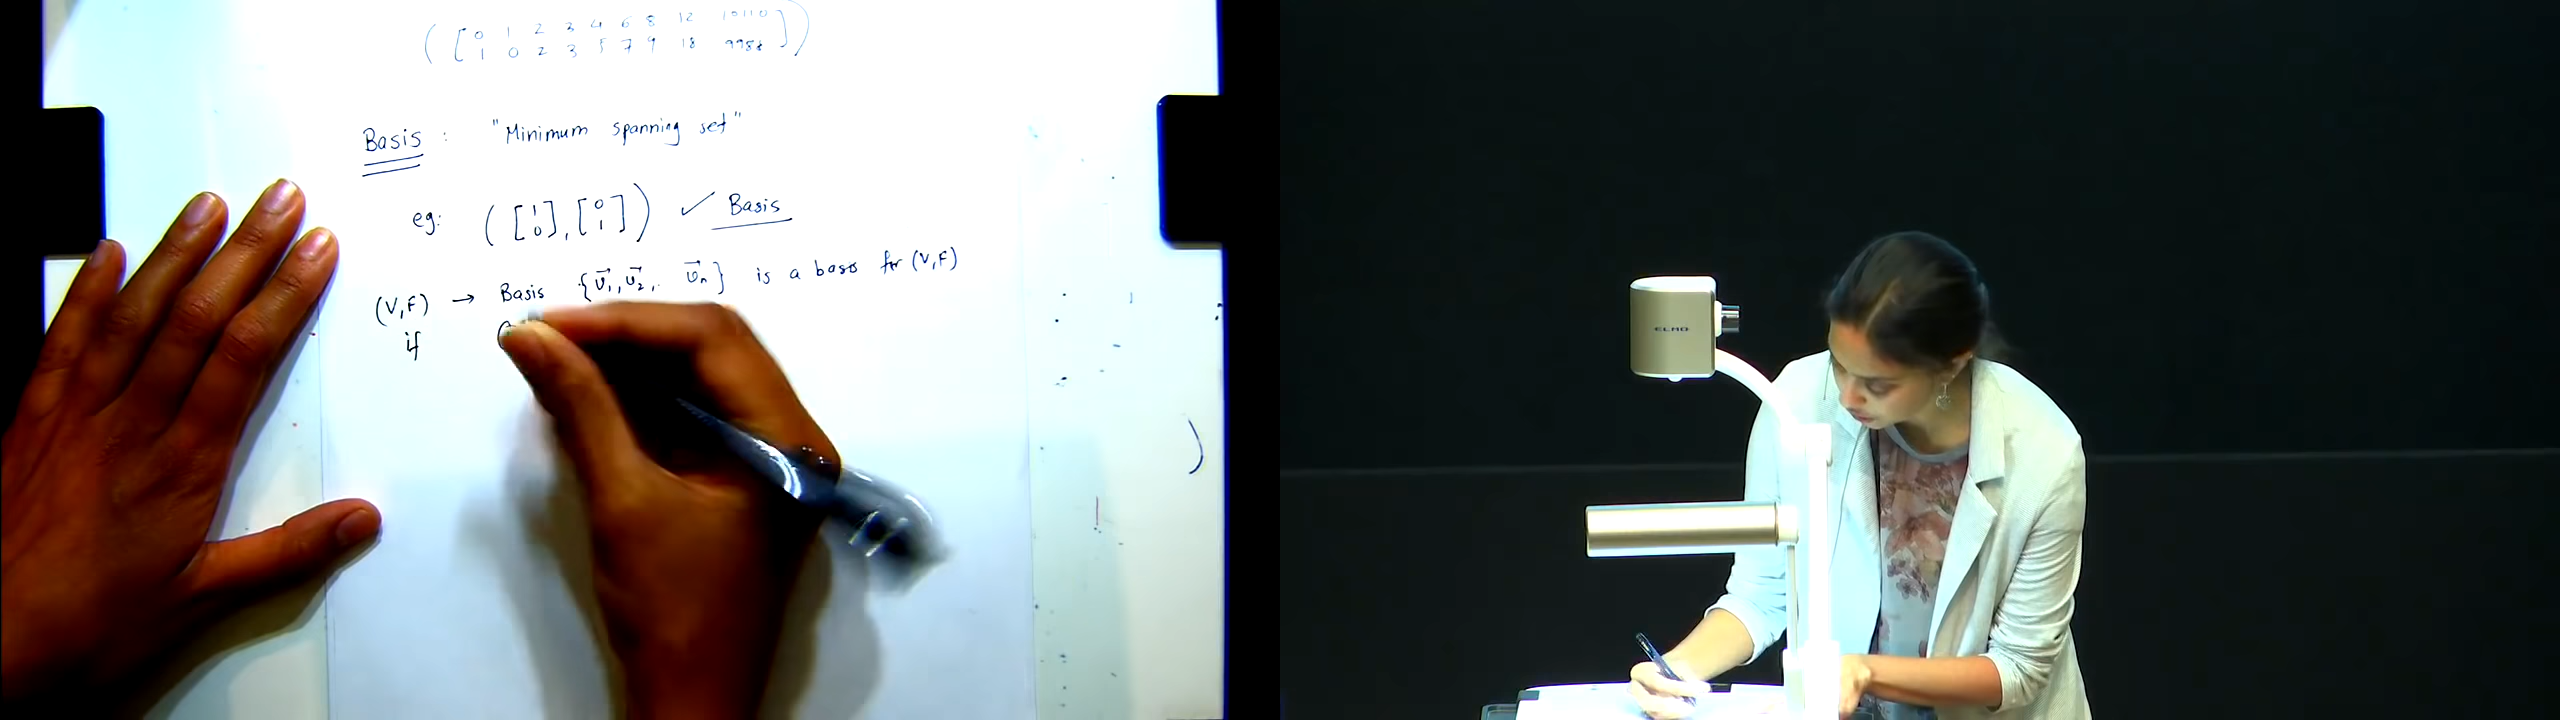 ( [ 0 1 2 3 4 6 8 12 10110
1 0 2 3 5 7 9 18 998 ] )
Basis : "Minimum spanning set"
eg: ( [ 1 0 ] , [ 0 1 ] ) ✓ Basis
(V,F) → Basis { v⃗₁, v⃗₂, .. v⃗ₙ } is a basis for (V,F)
if
ELMO